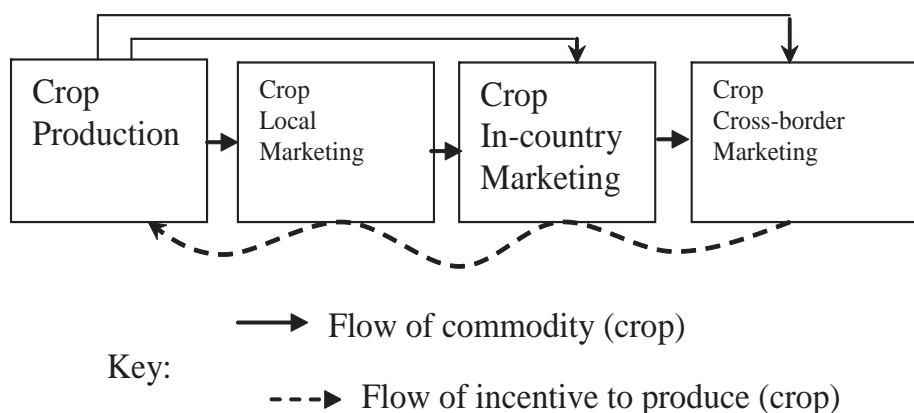 Crop
Production
Crop
Local
Marketing
Crop
In-country
Marketing
Crop
Cross-border
Marketing
Flow of commodity (crop)
Key:
Flow of incentive to produce (crop)